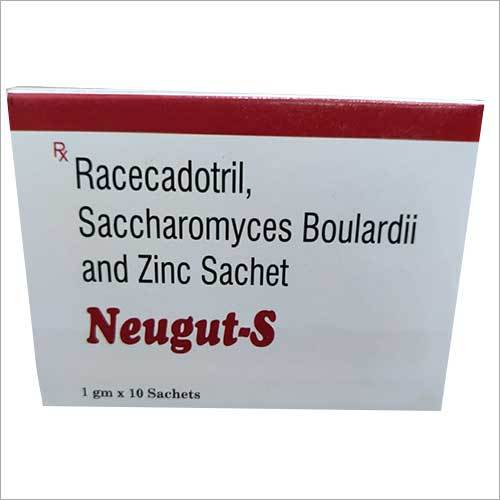 Rx
Racecadotril,
Saccharomyces Boulardii
and Zinc Sachet
Neugut-S
1 gm x 10 Sachets